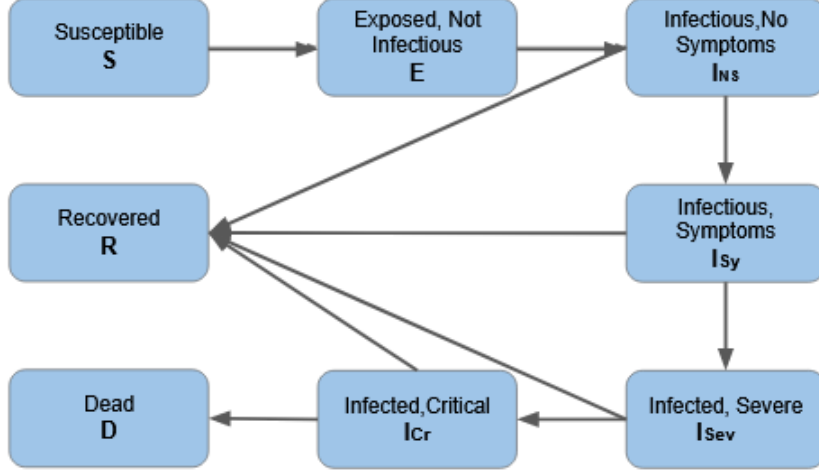 Susceptible
S
Exposed, Not
Infectious
E
Infectious,No
Symptoms
INs
Recovered
R
Infectious,
Symptoms
ISy
Dead
D
Infected,Critical
ICr
Infected, Severe
ISev